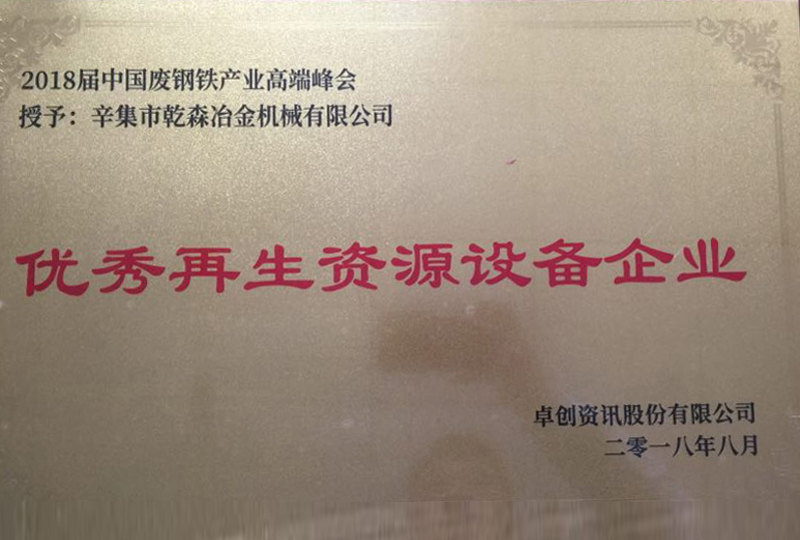 2018届中国废钢铁产业高端峰会
授予：辛集市乾森冶金机械有限公司
优秀再生资源设备企业
卓创资讯股份有限公司
二零一八年八月